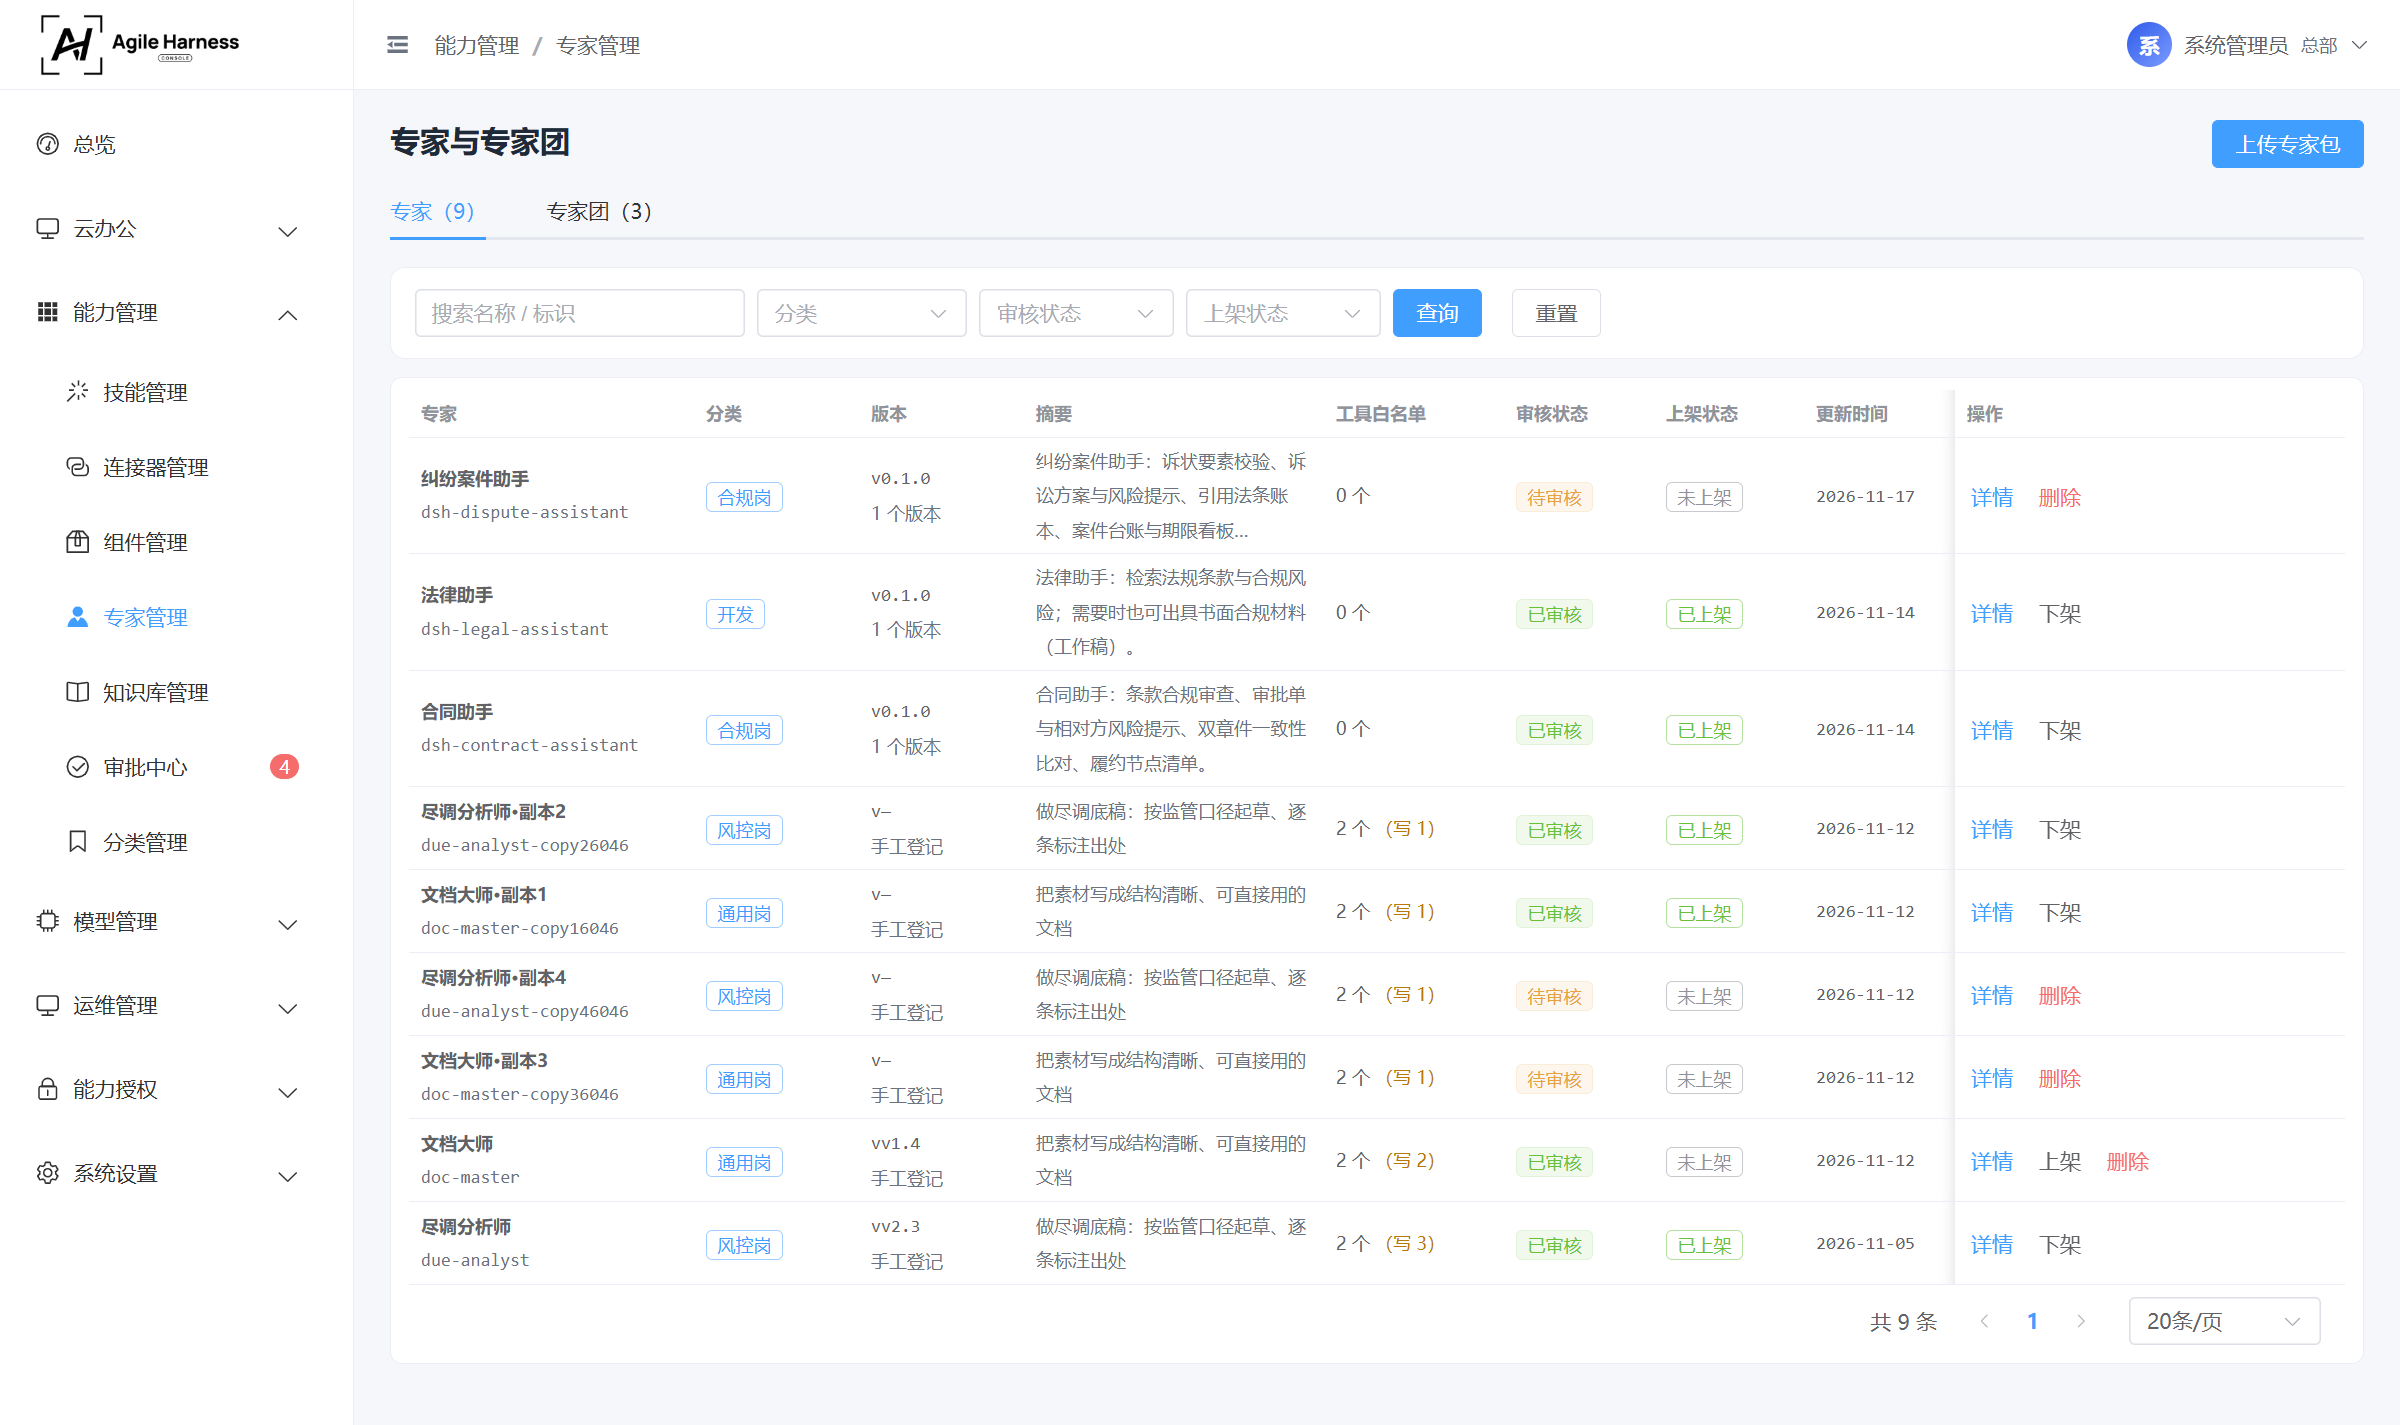 Agile Harness
CONSOLE
能力管理 / 专家管理
系 系统管理员 总部
总览
云办公
能力管理
技能管理
连接器管理
组件管理
专家管理
知识库管理
审批中心 4
分类管理
模型管理
运维管理
能力授权
系统设置
专家与专家团
上传专家包
专家（9） 专家团（3）
搜索名称 / 标识 分类 审核状态 上架状态 查询 重置
专家 分类 版本 摘要 工具白名单 审核状态 上架状态 更新时间 操作
纠纷案件助手
dsh-dispute-assistant
合规岗
v0.1.0
1 个版本
纠纷案件助手：诉状要素校验、诉
讼方案与风险提示、引用法条账
本、案件台账与期限看板...
0 个 待审核 未上架 2026-11-17 详情 删除
法律助手
dsh-legal-assistant
开发
v0.1.0
1 个版本
法律助手：检索法规条款与合规风
险；需要时也可出具书面合规材料
（工作稿）。
0 个 已审核 已上架 2026-11-14 详情 下架
合同助手
dsh-contract-assistant
合规岗
v0.1.0
1 个版本
合同助手：条款合规审查、审批单
与相对方风险提示、双章件一致性
比对、履约节点清单。
0 个 已审核 已上架 2026-11-14 详情 下架
尽调分析师·副本2
due-analyst-copy26046
风控岗
v—
手工登记
做尽调底稿：按监管口径起草、逐
条标注出处
2 个 （写 1） 已审核 已上架 2026-11-12 详情 下架
文档大师·副本1
doc-master-copy16046
通用岗
v—
手工登记
把素材写成结构清晰、可直接用的
文档
2 个 （写 1） 已审核 已上架 2026-11-12 详情 下架
尽调分析师·副本4
due-analyst-copy46046
风控岗
v—
手工登记
做尽调底稿：按监管口径起草、逐
条标注出处
2 个 （写 1） 待审核 未上架 2026-11-12 详情 删除
文档大师·副本3
doc-master-copy36046
通用岗
v—
手工登记
把素材写成结构清晰、可直接用的
文档
2 个 （写 1） 待审核 未上架 2026-11-12 详情 删除
文档大师
doc-master
通用岗
vv1.4
手工登记
把素材写成结构清晰、可直接用的
文档
2 个 （写 2） 已审核 未上架 2026-11-12 详情 上架 删除
尽调分析师
due-analyst
风控岗
vv2.3
手工登记
做尽调底稿：按监管口径起草、逐
条标注出处
2 个 （写 3） 已审核 已上架 2026-11-05 详情 下架
共 9 条 1 20条/页